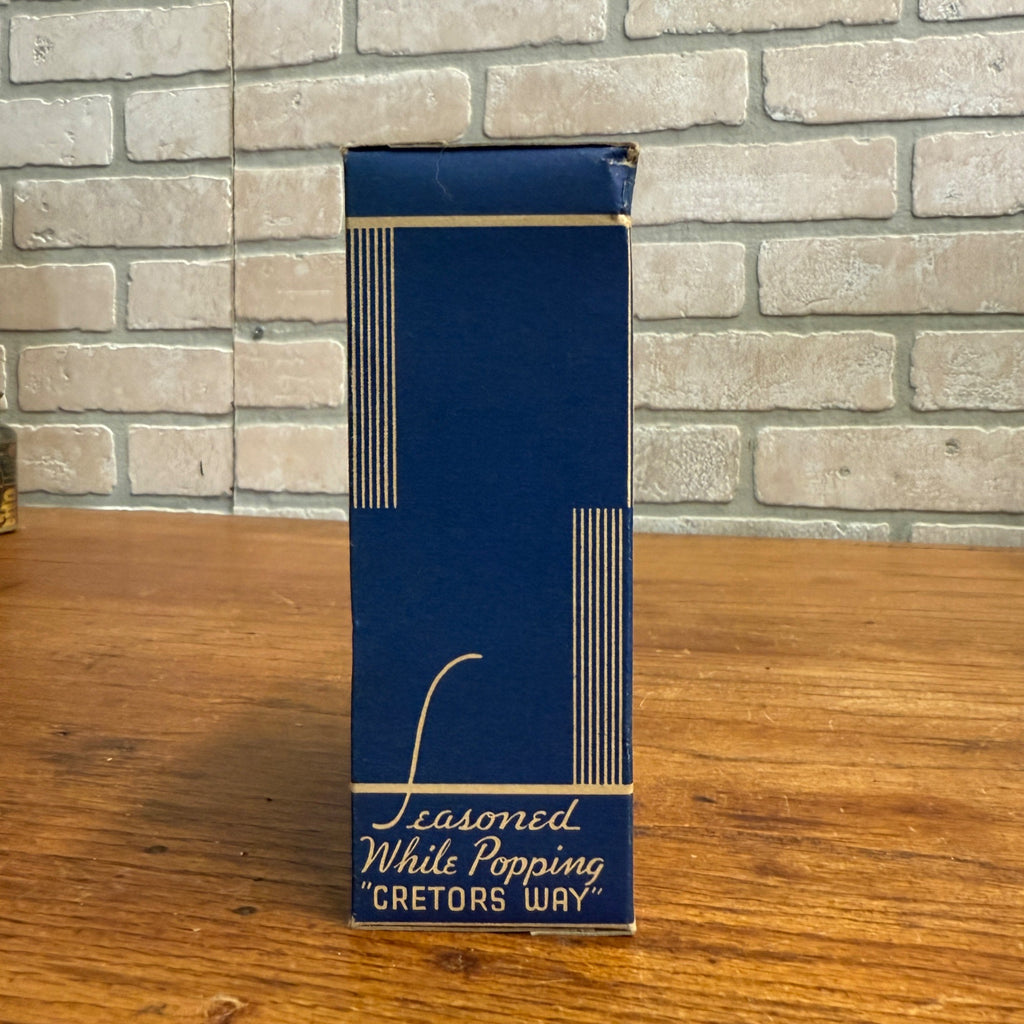 Seasoned
While Popping
"CRETORS WAY"